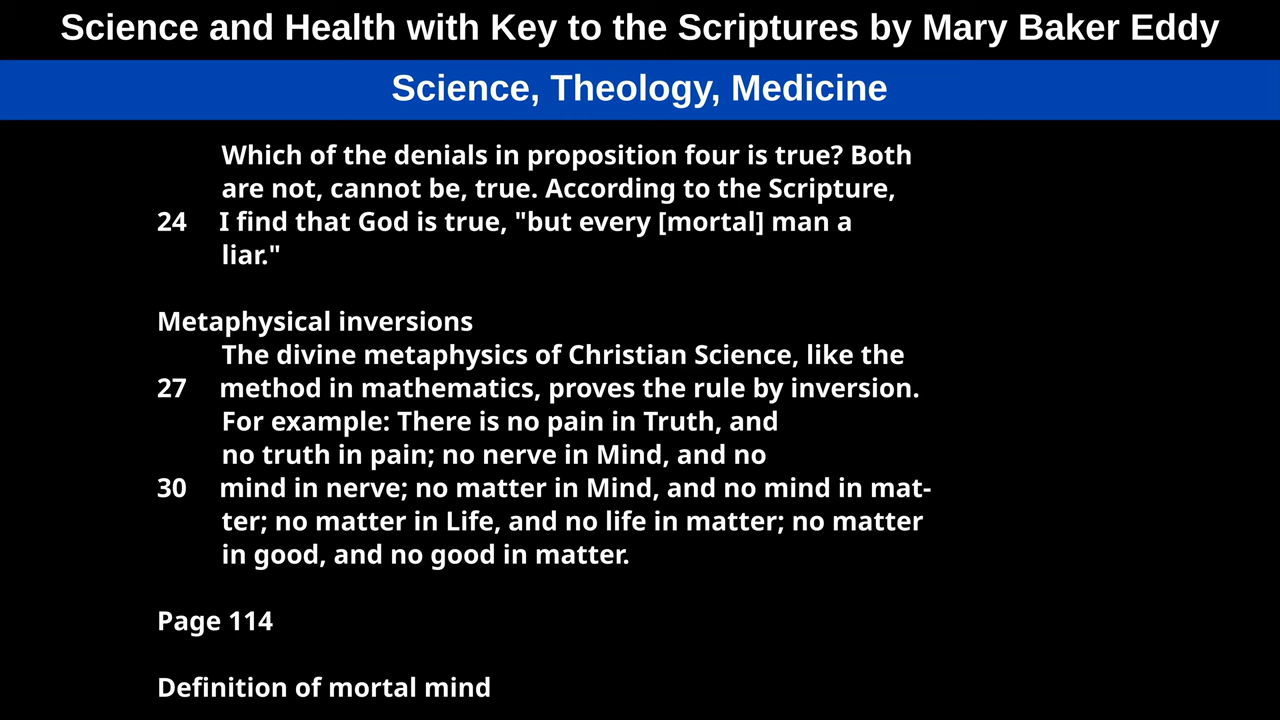 Science and Health with Key to the Scriptures by Mary Baker Eddy
Science, Theology, Medicine
Which of the denials in proposition four is true? Both
are not, cannot be, true. According to the Scripture,
24 I find that God is true, "but every [mortal] man a
liar."
Metaphysical inversions
The divine metaphysics of Christian Science, like the
27 method in mathematics, proves the rule by inversion.
For example: There is no pain in Truth, and
no truth in pain; no nerve in Mind, and no
30 mind in nerve; no matter in Mind, and no mind in mat-
ter; no matter in Life, and no life in matter; no matter
in good, and no good in matter.
Page 114
Definition of mortal mind